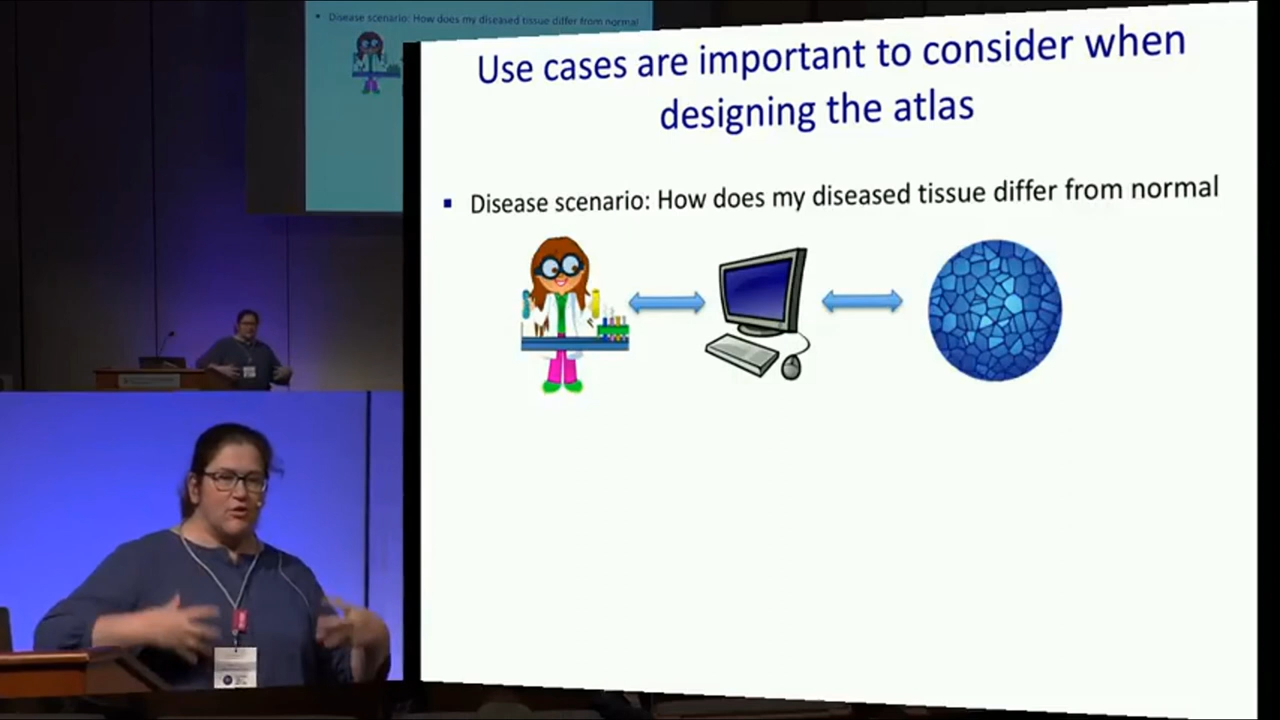 Disease scenario: How does my diseased tissue differ from normal
Use cases are important to consider when
designing the atlas
Disease scenario: How does my diseased tissue differ from normal